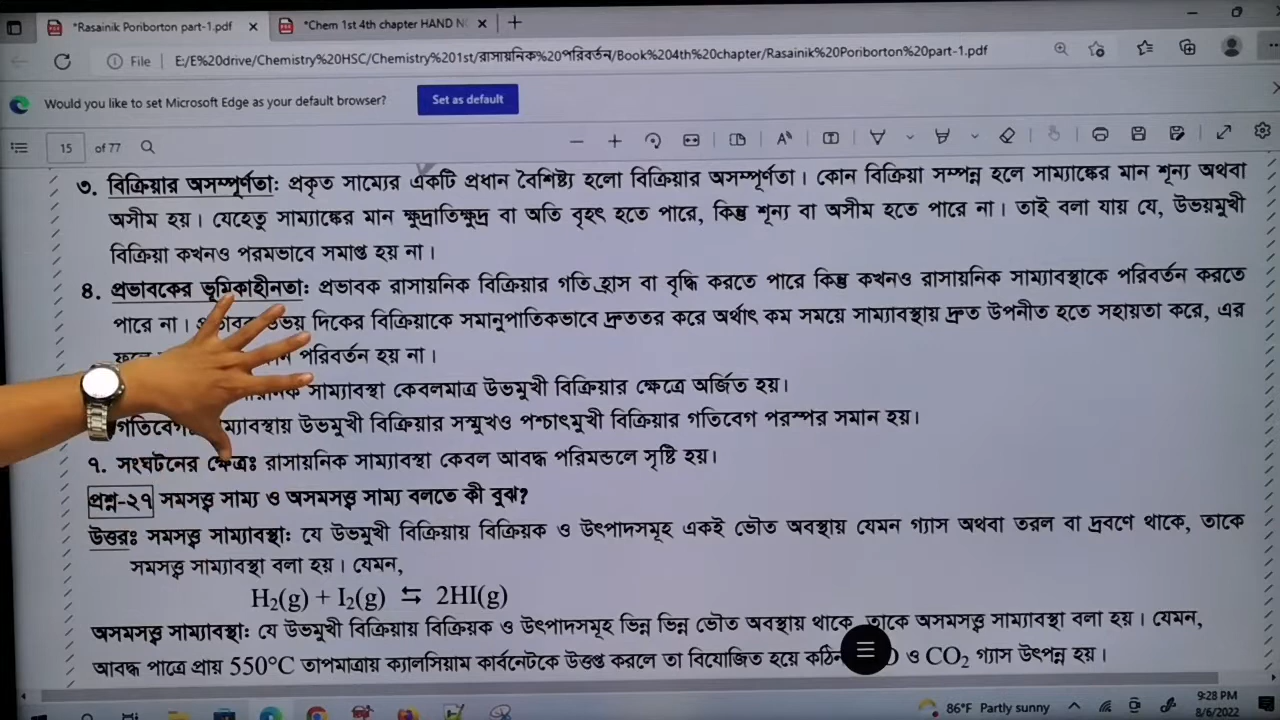 *Rasainik Poriborton part-1.pdf
*Chem 1st 4th chapter HAND N
File E:/E%20drive/Chemistry%20HSC/Chemistry%201st/রাসায়নিক%20পরিবর্তন/Book%204th%20chapter/Rasainik%20Poriborton%20part-1.pdf
Would you like to set Microsoft Edge as your default browser? Set as default
15 of 77
৩. বিক্রিয়ার অসম্পূর্ণতা: প্রকৃত সাম্যের একটি প্রধান বৈশিষ্ট্য হলো বিক্রিয়ার অসম্পূর্ণতা। কোন বিক্রিয়া সম্পন্ন হলে সাম্যাঙ্কের মান শূন্য অথবা
অসীম হয়। যেহেতু সাম্যাঙ্কের মান ক্ষুদ্রাতিক্ষুদ্র বা অতি বৃহৎ হতে পারে, কিন্তু শূন্য বা অসীম হতে পারে না। তাই বলা যায় যে, উভয়মুখী
বিক্রিয়া কখনও পরমভাবে সমাপ্ত হয় না।
৪. প্রভাবকের ভূমিকাহীনতা: প্রভাবক রাসায়নিক বিক্রিয়ার গতি হ্রাস বা বৃদ্ধি করতে পারে কিন্তু কখনও রাসায়নিক সাম্যাবস্থাকে পরিবর্তন করতে
পারে না। দিকের বিক্রিয়াকে সমানুপাতিকভাবে দ্রুততর করে অর্থাৎ কম সময়ে সাম্যাবস্থায় দ্রুত উপনীত হতে সহায়তা করে, এর
পরিবর্তন হয় না।
সাম্যাবস্থা কেবলমাত্র উভমুখী বিক্রিয়ার ক্ষেত্রে অর্জিত হয়।
উভমুখী বিক্রিয়ার সম্মুখও পশ্চাৎমুখী বিক্রিয়ার গতিবেগ পরস্পর সমান হয়।
৭. সংঘটনের ক্ষেত্রঃ রাসায়নিক সাম্যাবস্থা কেবল আবদ্ধ পরিমন্ডলে সৃষ্টি হয়।
প্রশ্ন-২৭ সমসত্ত্ব সাম্য ও অসমসত্ত্ব সাম্য বলতে কী বুঝ?
উত্তরঃ সমসত্ত্ব সাম্যাবস্থা: যে উভমুখী বিক্রিয়ায় বিক্রিয়ক ও উৎপাদসমূহ একই ভৌত অবস্থায় যেমন গ্যাস অথবা তরল বা দ্রবণে থাকে, তাকে
সমসত্ত্ব সাম্যাবস্থা বলা হয়। যেমন,
H₂(g) + I₂(g) ⇆ 2HI(g)
অসমসত্ত্ব সাম্যাবস্থা: যে উভমুখী বিক্রিয়ায় বিক্রিয়ক ও উৎপাদসমূহ ভিন্ন ভিন্ন ভৌত অবস্থায় থাকে, তাকে অসমসত্ত্ব সাম্যাবস্থা বলা হয়। যেমন,
আবদ্ধ পাত্রে প্রায় 550°C তাপমাত্রায় ক্যালসিয়াম কার্বনেটকে উত্তপ্ত করলে তা বিযোজিত হয়ে কঠিন ও CO₂ গ্যাস উৎপন্ন হয়।
86°F Partly sunny
9:28 PM
8/6/2022